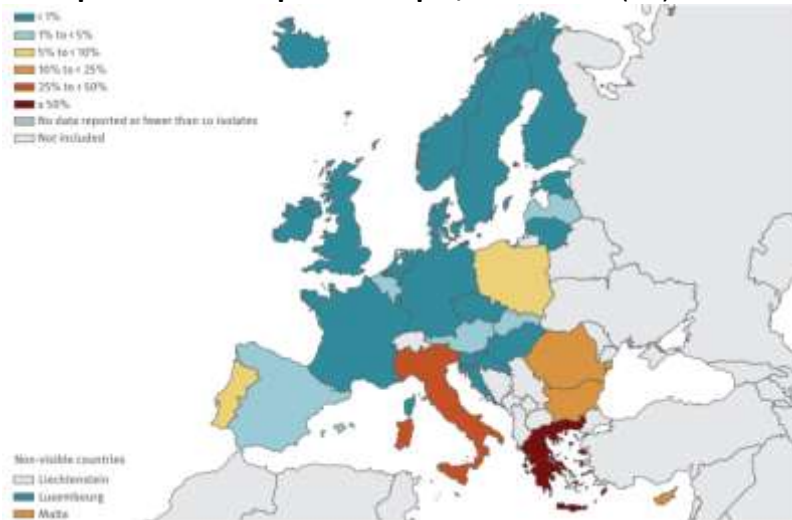 < 1%
1% to < 5%
5% to < 10%
10% to < 25%
25% to < 50%
≥ 50%
No data reported or fewer than 10 isolates
Not included
Non-visible countries
Liechtenstein
Luxembourg
Malta